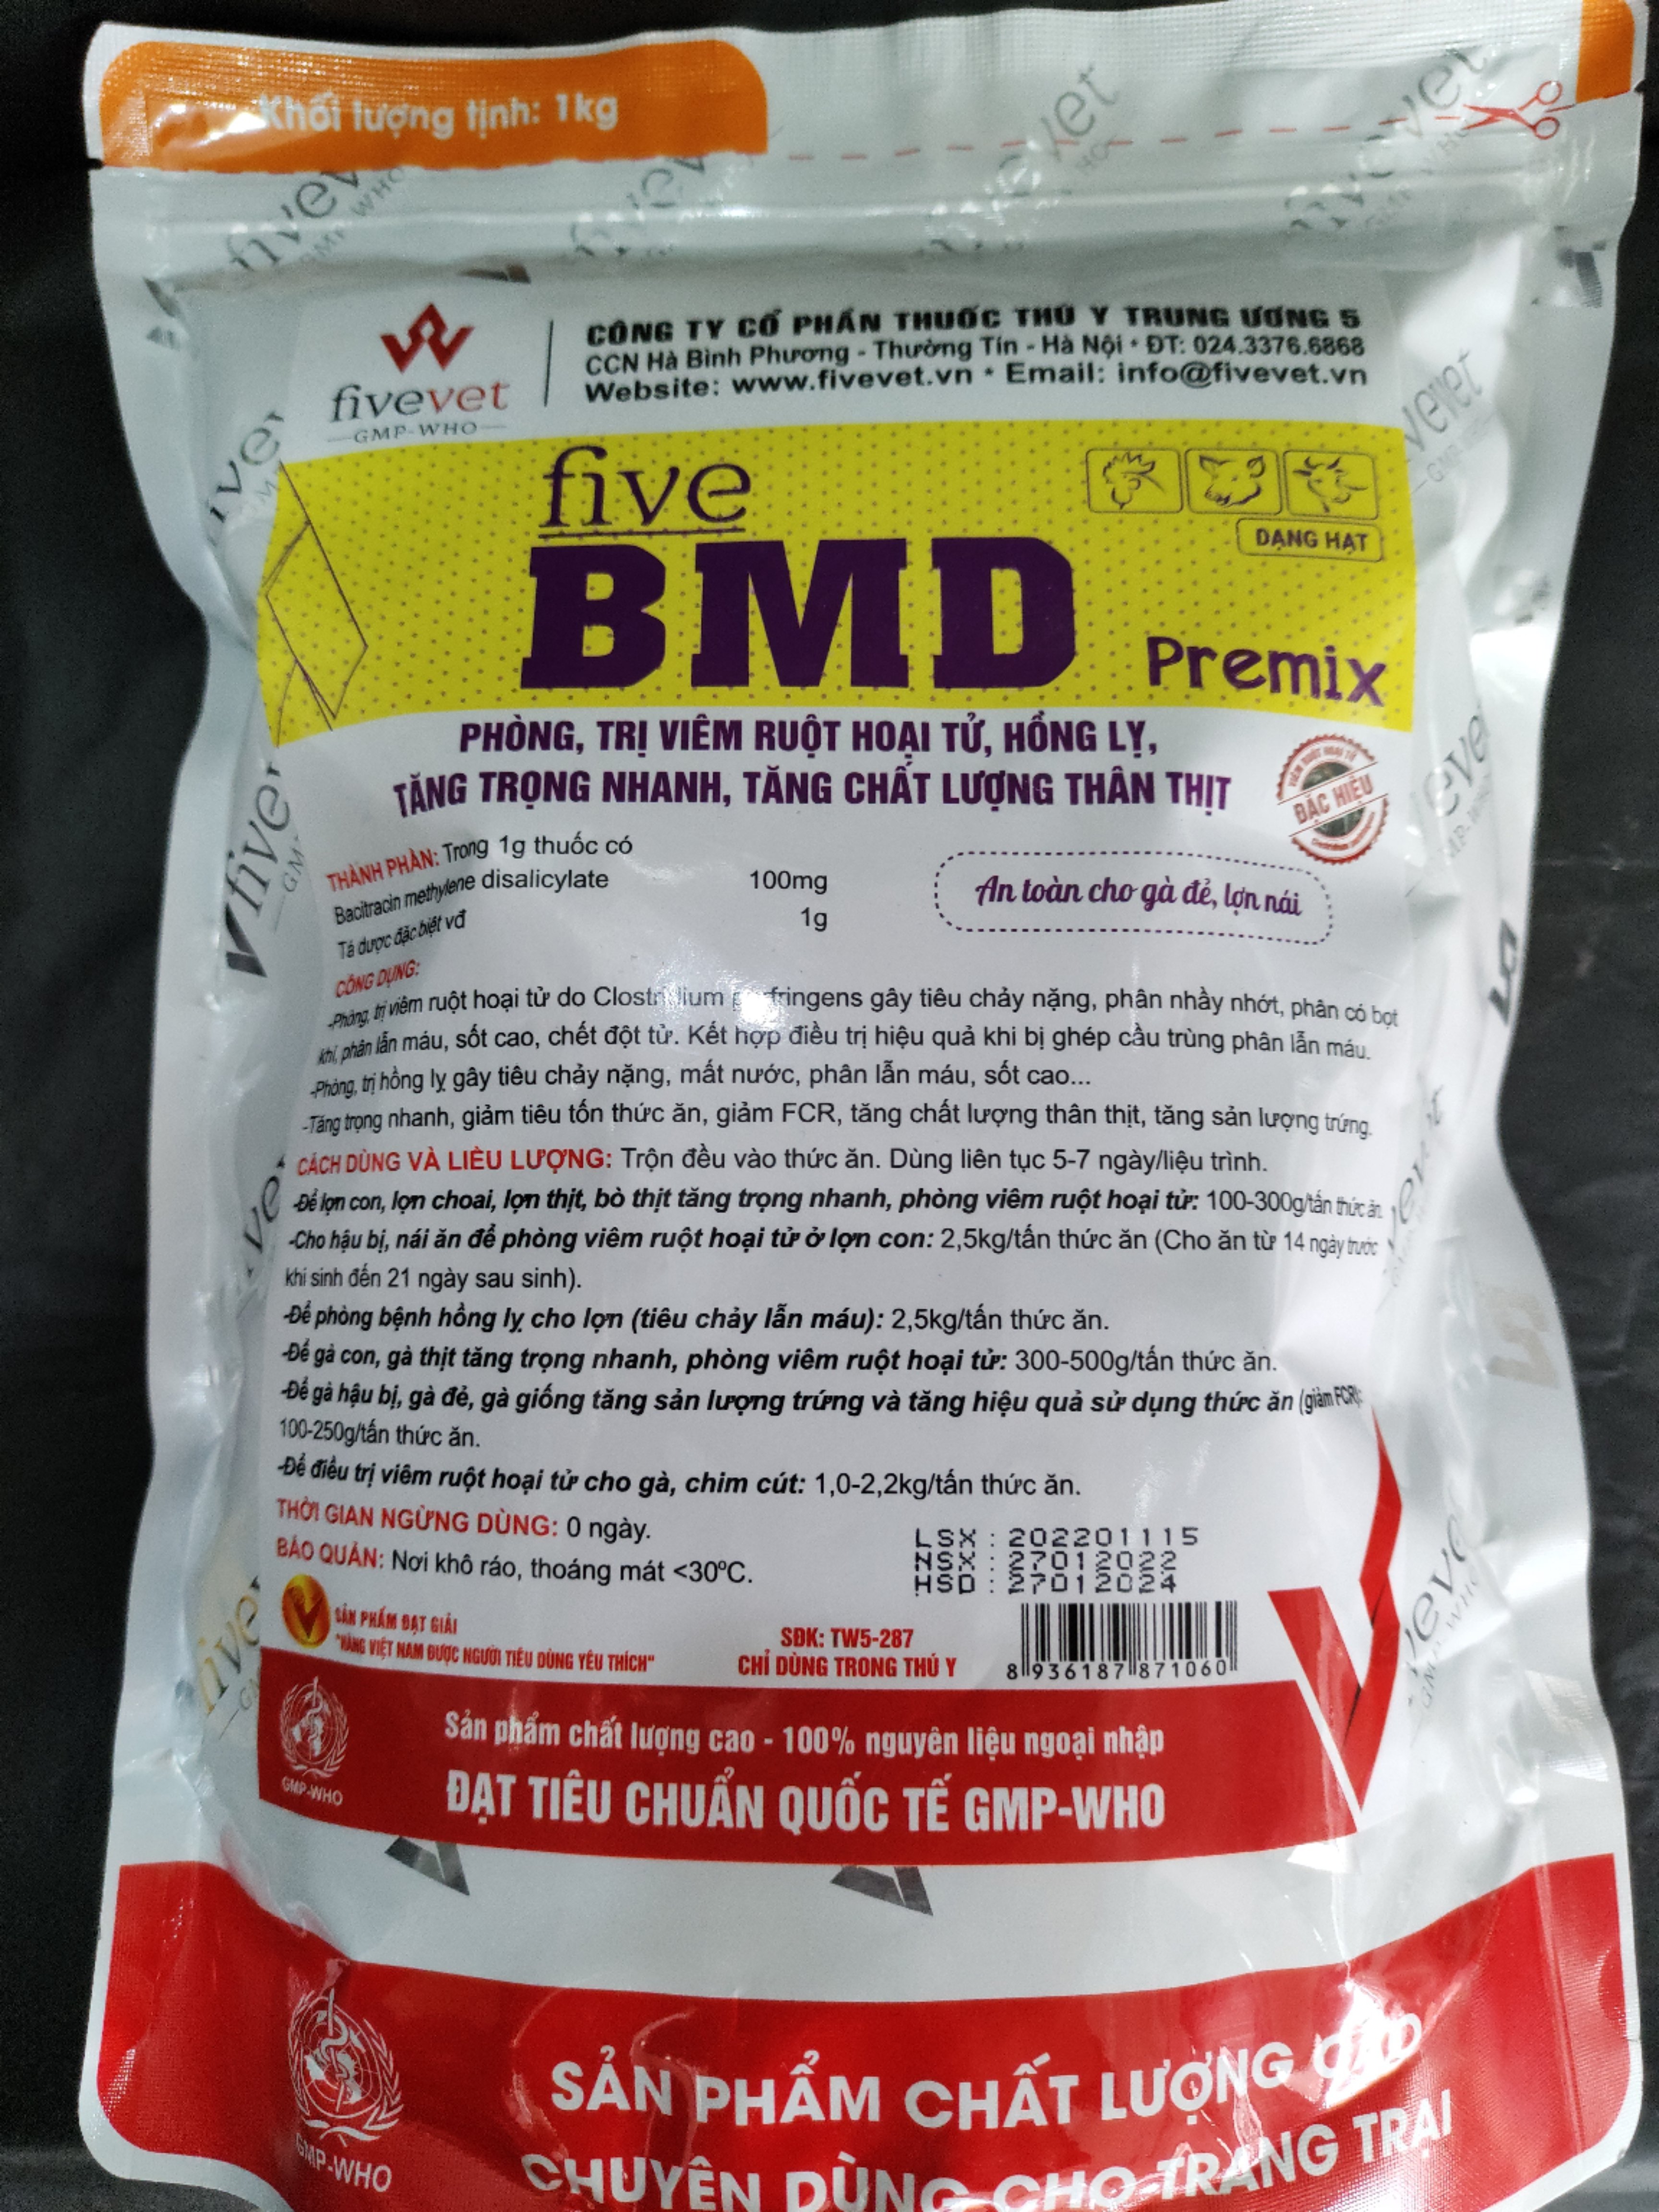 Khối lượng tịnh: 1kg
fivevet
GMP-WHO
CÔNG TY CỔ PHẦN THUỐC THÚ Y TRUNG ƯƠNG 5
CCN Hà Bình Phương - Thường Tín - Hà Nội * ĐT: 024.3376.6868
Website: www.fivevet.vn * Email: info@fivevet.vn
five
BMD Premix
DẠNG HẠT
PHÒNG, TRỊ VIÊM RUỘT HOẠI TỬ, HỒNG LỴ,
TĂNG TRỌNG NHANH, TĂNG CHẤT LƯỢNG THÂN THỊT
VIÊM RUỘT HOẠI TỬ
ĐẶC HIỆU
THÀNH PHẦN: Trong 1g thuốc có
Bacitracin methylene disalicylate 100mg
Tá dược đặc biệt vđ 1g
An toàn cho gà đẻ, lợn nái
CÔNG DỤNG:
-Phòng, trị viêm ruột hoại tử do Clostridium perfringens gây tiêu chảy nặng, phân nhầy nhớt, phân có bọt
khí, phân lẫn máu, sốt cao, chết đột tử. Kết hợp điều trị hiệu quả khi bị ghép cầu trùng phân lẫn máu.
-Phòng, trị hồng lỵ gây tiêu chảy nặng, mất nước, phân lẫn máu, sốt cao...
-Tăng trọng nhanh, giảm tiêu tốn thức ăn, giảm FCR, tăng chất lượng thân thịt, tăng sản lượng trứng.
CÁCH DÙNG VÀ LIỀU LƯỢNG: Trộn đều vào thức ăn. Dùng liên tục 5-7 ngày/liệu trình.
-Để lợn con, lợn choai, lợn thịt, bò thịt tăng trọng nhanh, phòng viêm ruột hoại tử: 100-300g/tấn thức ăn.
-Cho hậu bị, nái ăn để phòng viêm ruột hoại tử ở lợn con: 2,5kg/tấn thức ăn (Cho ăn từ 14 ngày trước
khi sinh đến 21 ngày sau sinh).
-Để phòng bệnh hồng lỵ cho lợn (tiêu chảy lẫn máu): 2,5kg/tấn thức ăn.
-Để gà con, gà thịt tăng trọng nhanh, phòng viêm ruột hoại tử: 300-500g/tấn thức ăn.
-Để gà hậu bị, gà đẻ, gà giống tăng sản lượng trứng và tăng hiệu quả sử dụng thức ăn (giảm FCR):
100-250g/tấn thức ăn.
-Để điều trị viêm ruột hoại tử cho gà, chim cút: 1,0-2,2kg/tấn thức ăn.
THỜI GIAN NGỪNG DÙNG: 0 ngày.
BẢO QUẢN: Nơi khô ráo, thoáng mát <30ºC.
LSX : 202201115
NSX : 27012022
HSD : 27012024
SẢN PHẨM ĐẠT GIẢI
"HÀNG VIỆT NAM ĐƯỢC NGƯỜI TIÊU DÙNG YÊU THÍCH"
SĐK: TW5-287
CHỈ DÙNG TRONG THÚ Y
8 936187 871060
GMP-WHO
Sản phẩm chất lượng cao - 100% nguyên liệu ngoại nhập
ĐẠT TIÊU CHUẨN QUỐC TẾ GMP-WHO
GMP-WHO
SẢN PHẨM CHẤT LƯỢNG CAO
CHUYÊN DÙNG CHO TRANG TRẠI